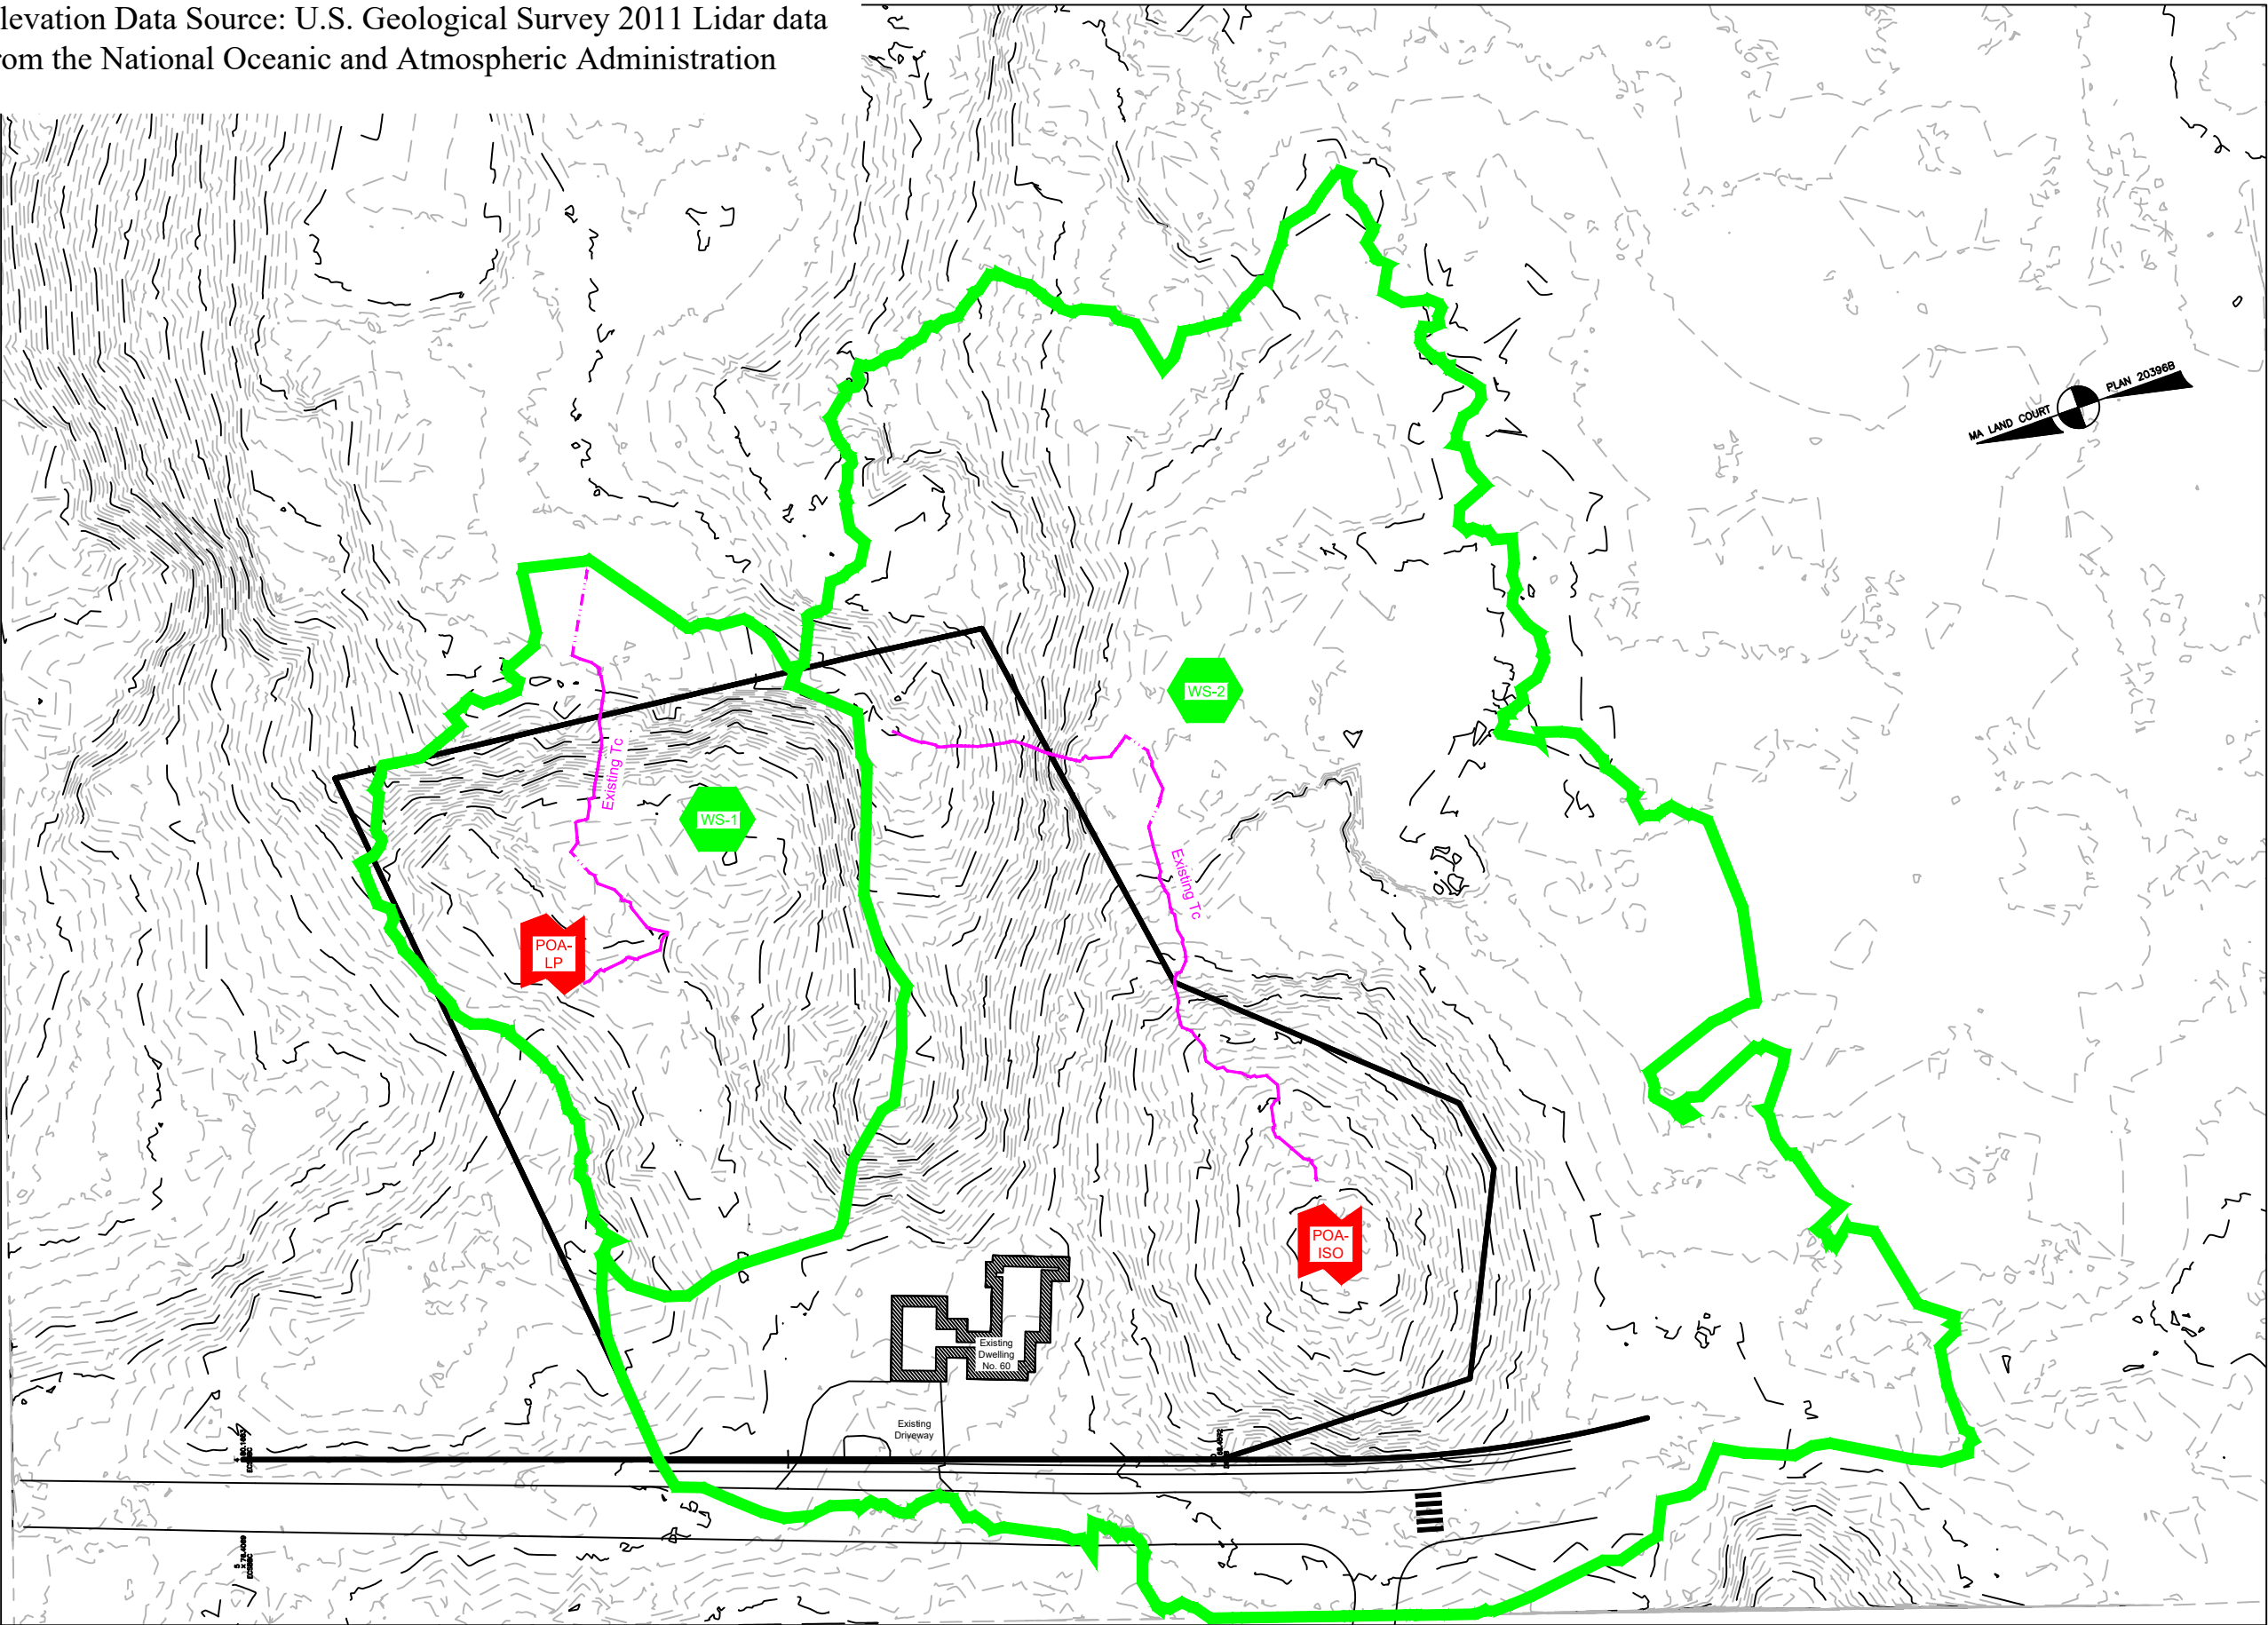 levation Data Source: U.S. Geological Survey 2011 Lidar data
rom the National Oceanic and Atmospheric Administration
MA LAND COURT
PLAN 20396B
WS-2
Existing Tc
WS-1
Existing Tc
POA-
LP
POA-
ISO
Existing
Dwelling
No. 60
Existing
Driveway